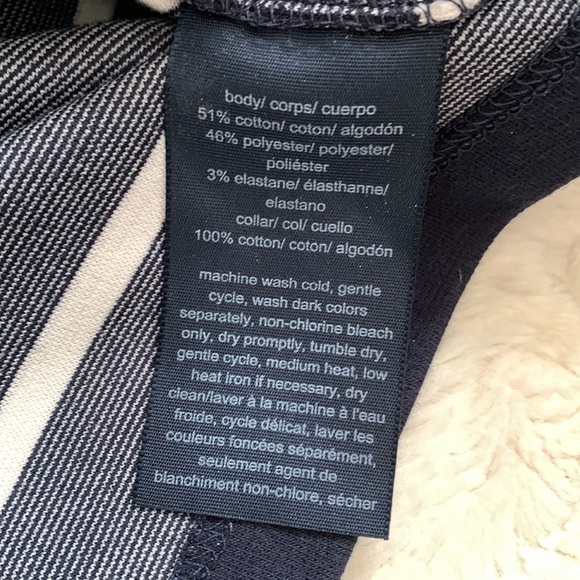 body/ corps/ cuerpo
51% cotton/ coton/ algodón
46% polyester/ polyester/
poliéster
3% elastane/ élasthanne/
elastano
collar/ col/ cuello
100% cotton/ coton/ algodón
machine wash cold, gentle
cycle, wash dark colors
separately, non-chlorine bleach
only, dry promptly, tumble dry,
gentle cycle, medium heat, low
heat iron if necessary, dry
clean/laver à la machine à l'eau
froide, cycle délicat, laver les
couleurs foncées séparément,
seulement agent de
blanchiment non-chlore, sécher